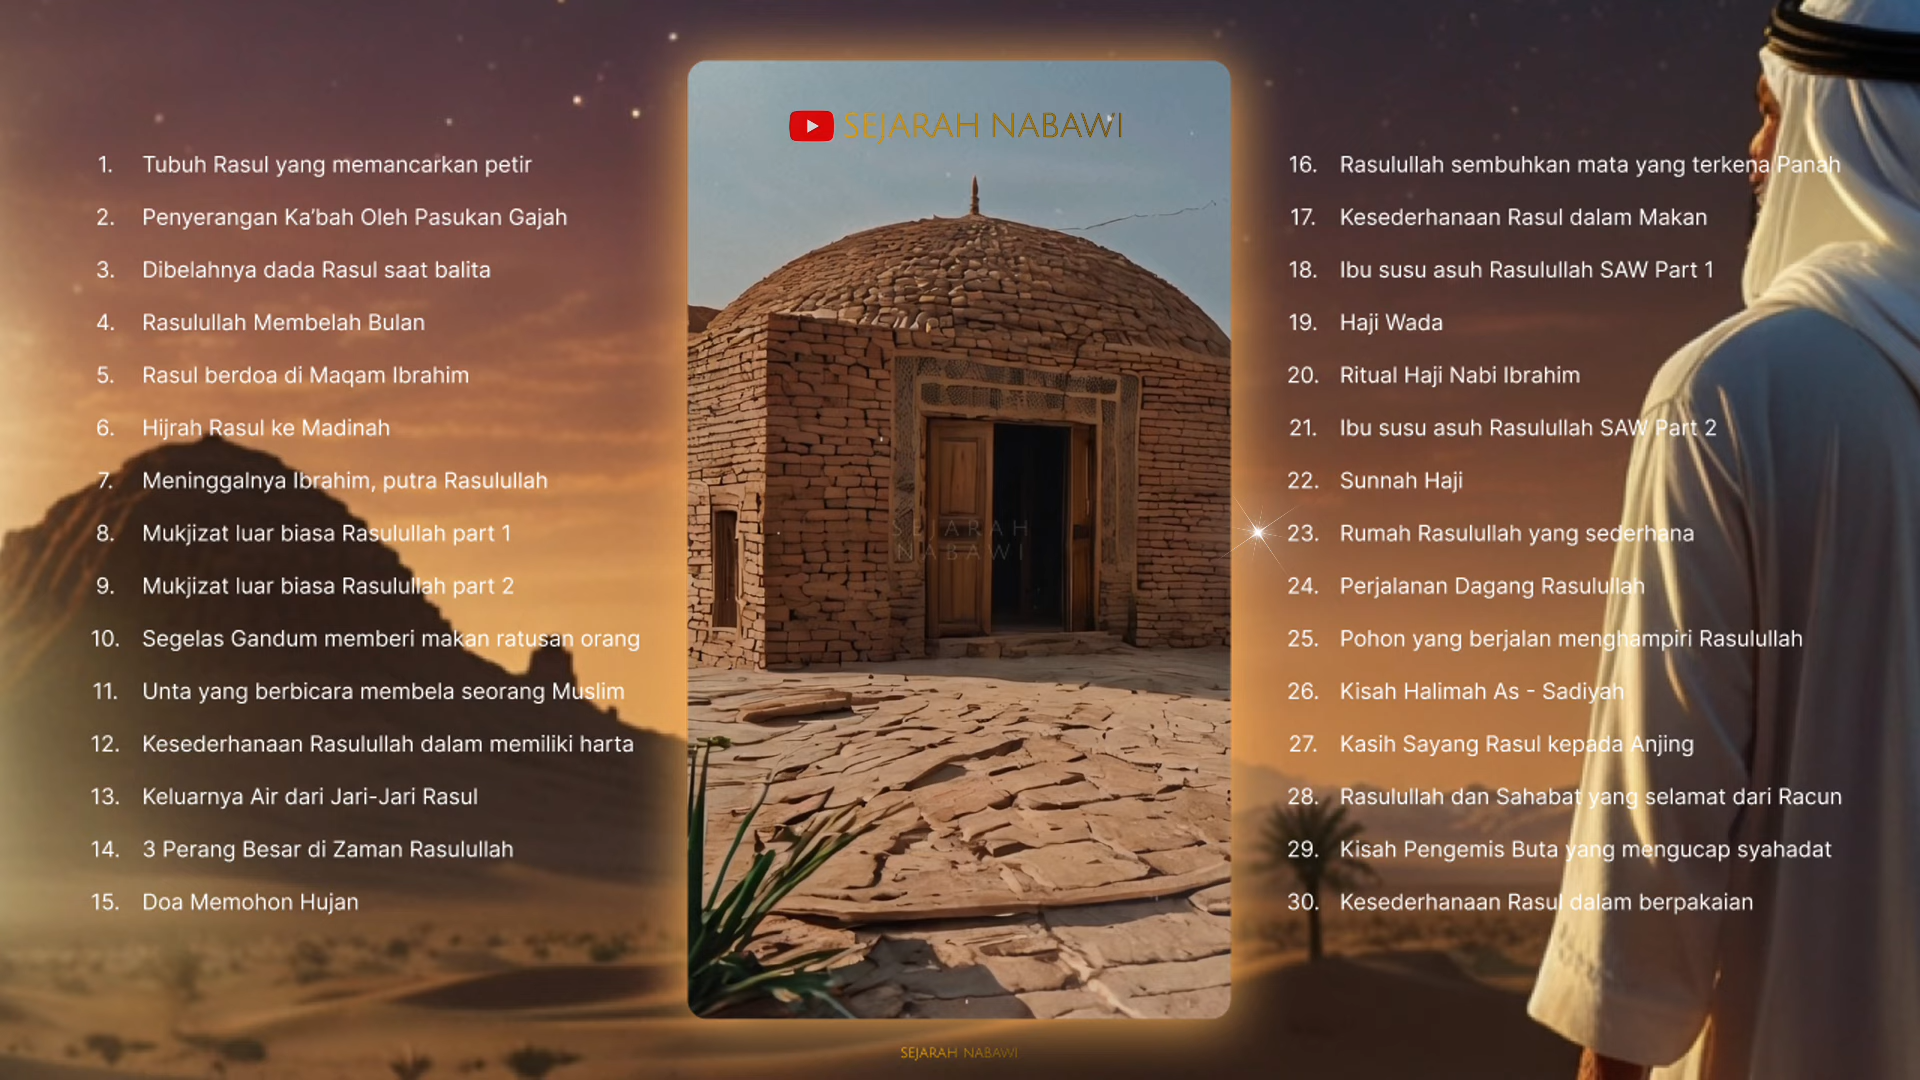 SEJARAH NABAWI
1. Tubuh Rasul yang memancarkan petir
2. Penyerangan Ka’bah Oleh Pasukan Gajah
3. Dibelahnya dada Rasul saat balita
4. Rasulullah Membelah Bulan
5. Rasul berdoa di Maqam Ibrahim
6. Hijrah Rasul ke Madinah
7. Meninggalnya Ibrahim, putra Rasulullah
8. Mukjizat luar biasa Rasulullah part 1
9. Mukjizat luar biasa Rasulullah part 2
10. Segelas Gandum memberi makan ratusan orang
11. Unta yang berbicara membela seorang Muslim
12. Kesederhanaan Rasulullah dalam memiliki harta
13. Keluarnya Air dari Jari-Jari Rasul
14. 3 Perang Besar di Zaman Rasulullah
15. Doa Memohon Hujan
SEJARAH
NABAWI
16. Rasulullah sembuhkan mata yang terkena Panah
17. Kesederhanaan Rasul dalam Makan
18. Ibu susu asuh Rasulullah SAW Part 1
19. Haji Wada
20. Ritual Haji Nabi Ibrahim
21. Ibu susu asuh Rasulullah SAW Part 2
22. Sunnah Haji
23. Rumah Rasulullah yang sederhana
24. Perjalanan Dagang Rasulullah
25. Pohon yang berjalan menghampiri Rasulullah
26. Kisah Halimah As - Sadiyah
27. Kasih Sayang Rasul kepada Anjing
28. Rasulullah dan Sahabat yang selamat dari Racun
29. Kisah Pengemis Buta yang mengucap syahadat
30. Kesederhanaan Rasul dalam berpakaian
SEJARAH NABAWI